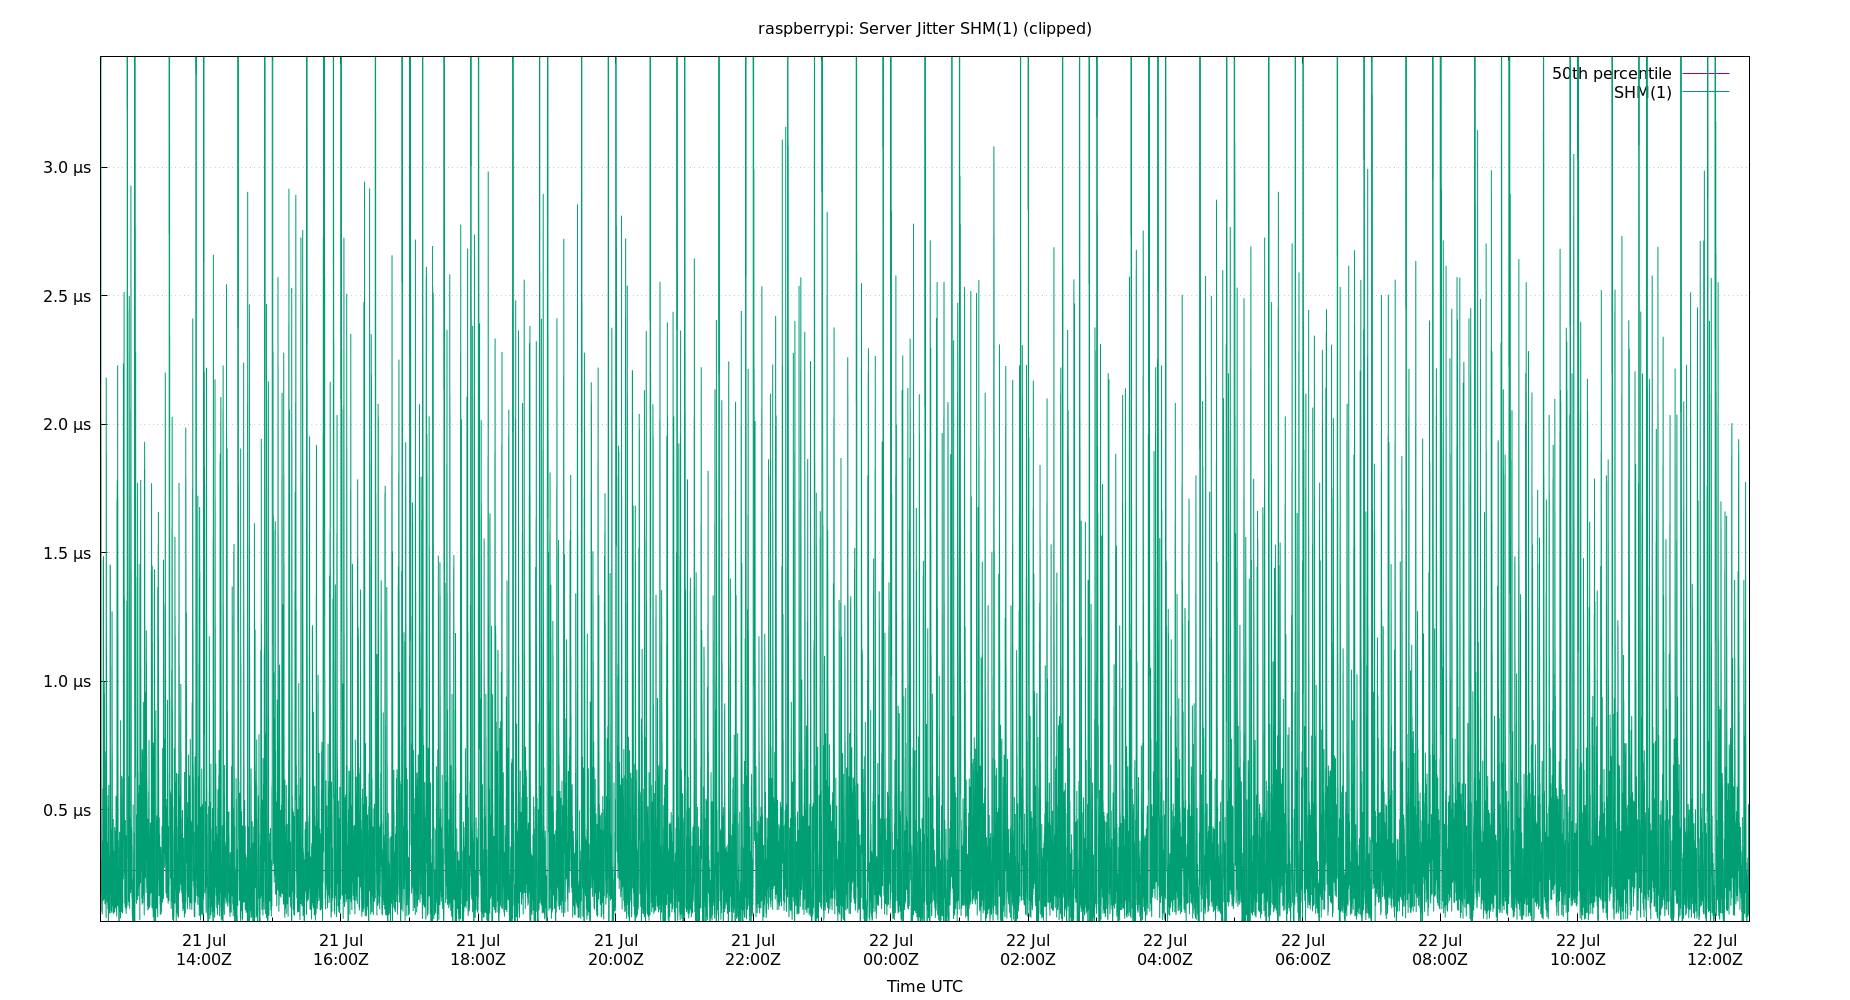 raspberrypi: Server Jitter SHM(1) (clipped)
50th percentile
SHM(1)
3.0 µs
2.5 µs
2.0 µs
1.5 µs
1.0 µs
0.5 µs
21 Jul 21 Jul 21 Jul 21 Jul 21 Jul 22 Jul 22 Jul 22 Jul 22 Jul 22 Jul 22 Jul 22 Jul
14:00Z 16:00Z 18:00Z 20:00Z 22:00Z 00:00Z 02:00Z 04:00Z 06:00Z 08:00Z 10:00Z 12:00Z
Time UTC